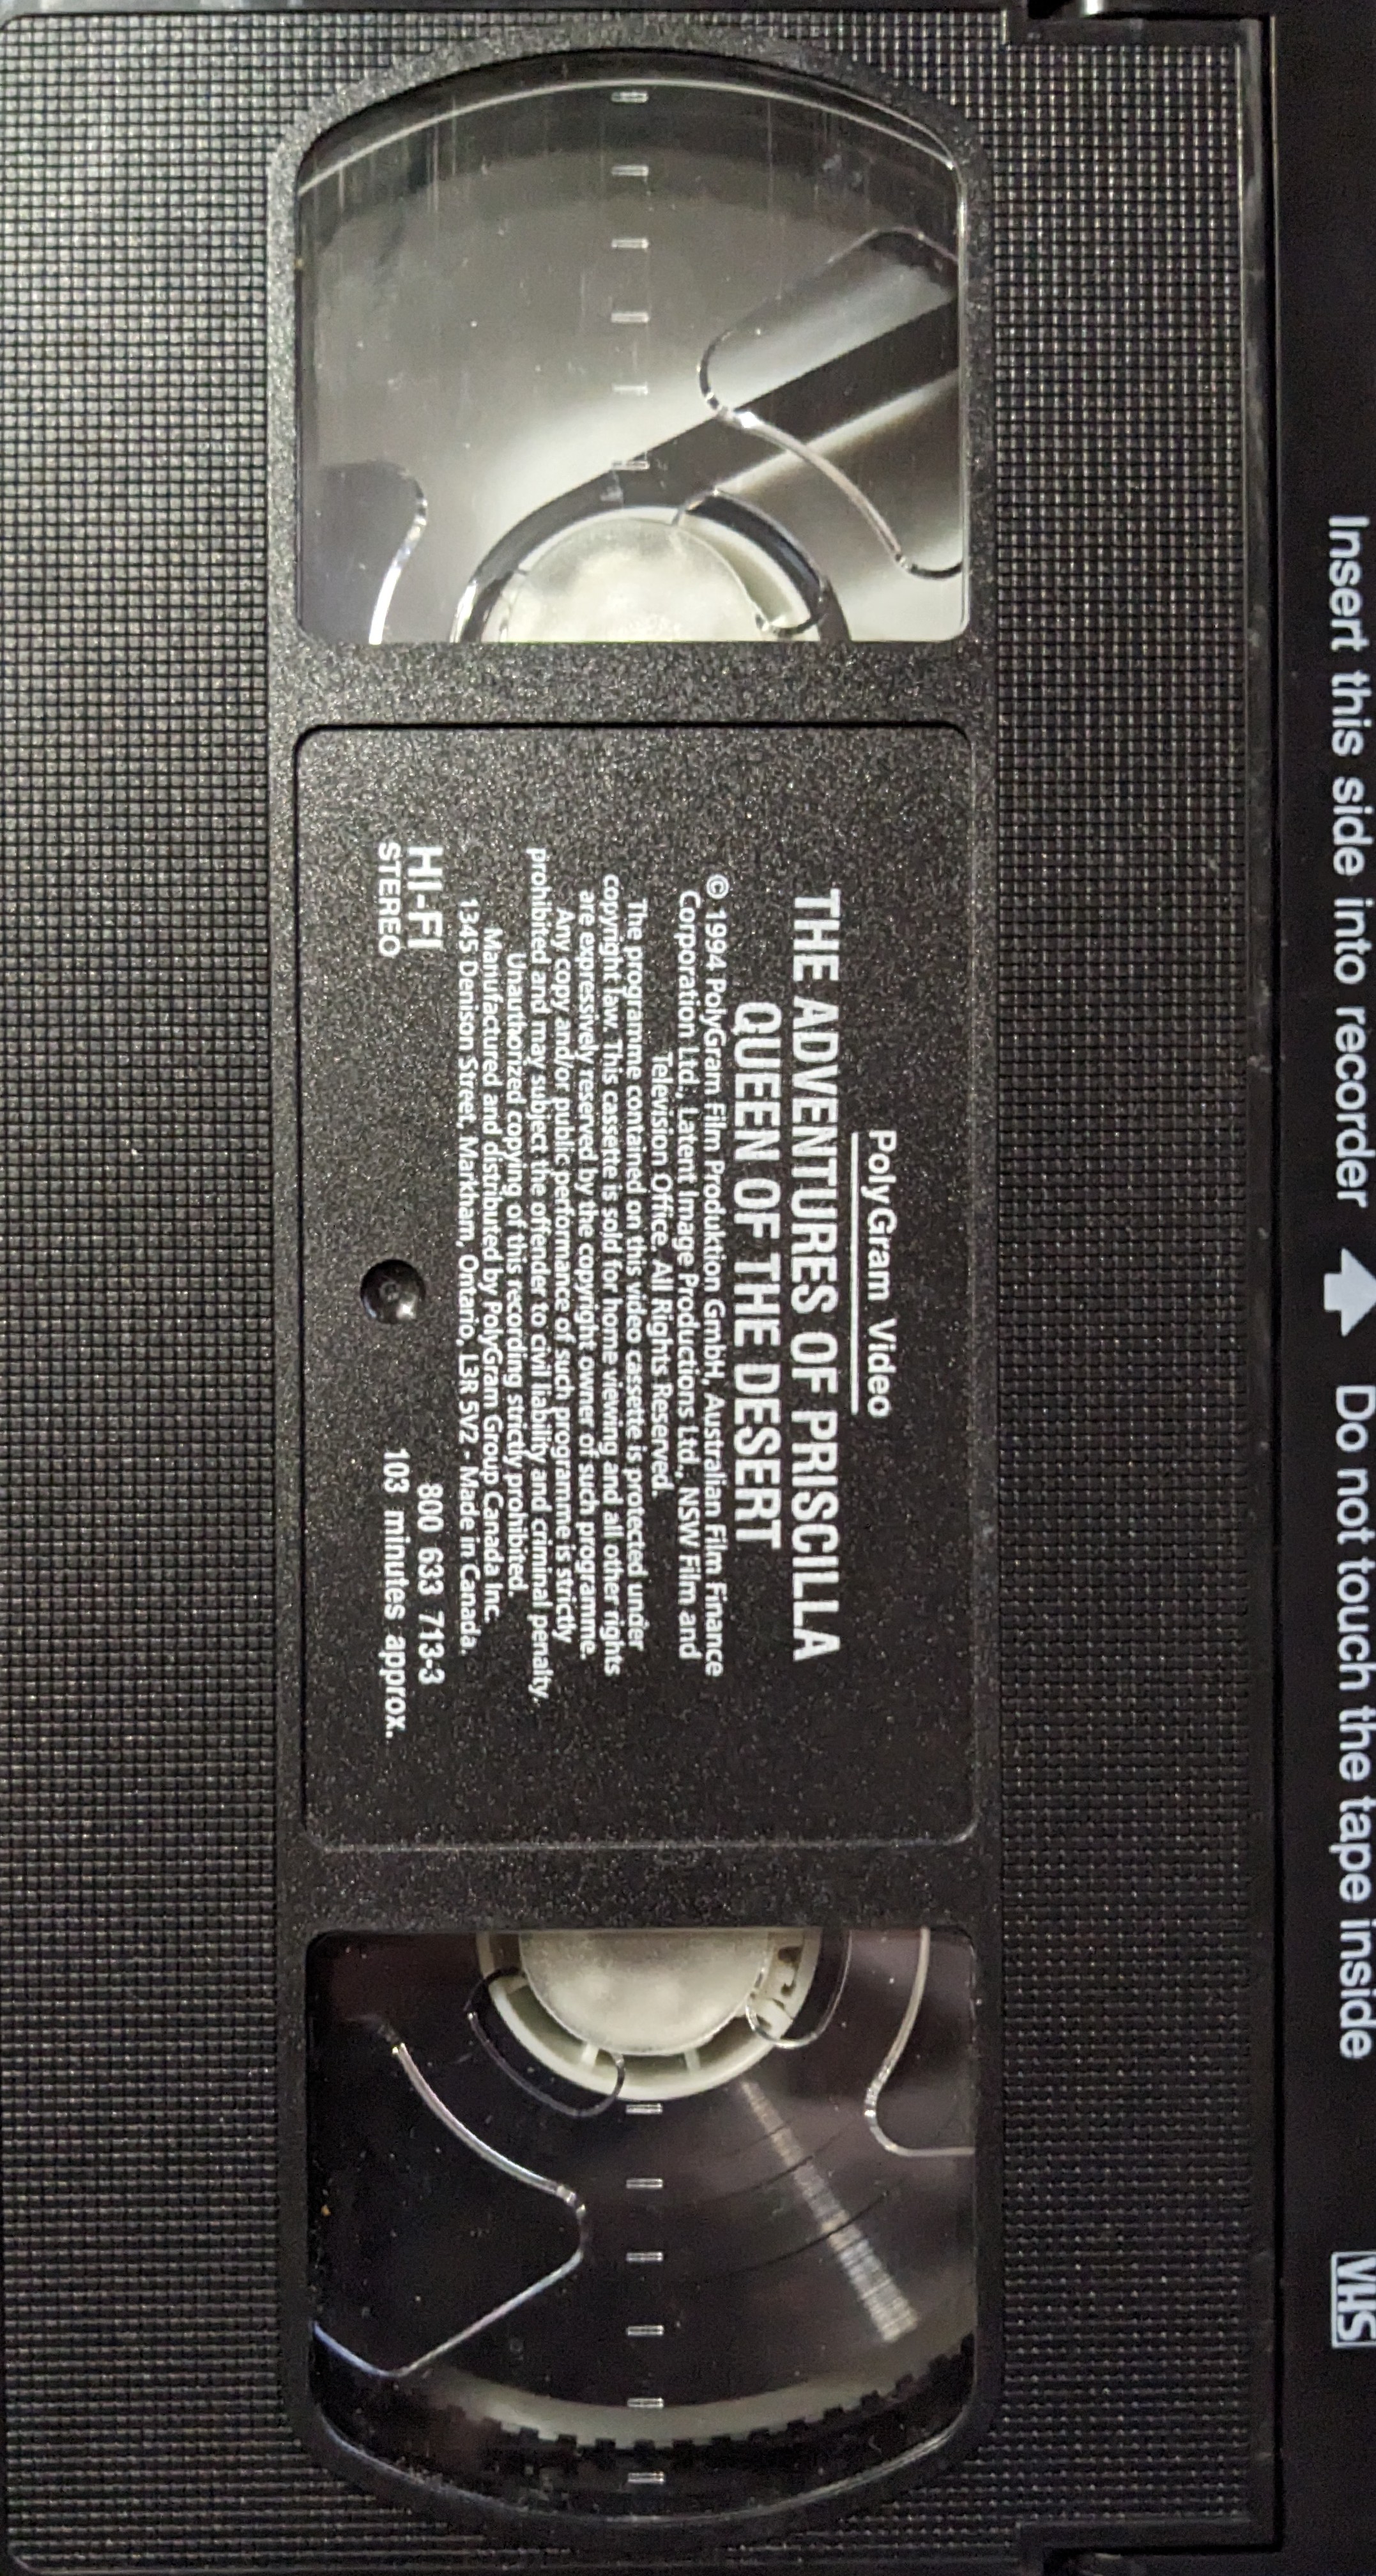 Insert this side into recorder Do not touch the tape inside VHS
PolyGram Video
THE ADVENTURES OF PRISCILLA
QUEEN OF THE DESERT
© 1994 PolyGram Film Produktion GmbH, Australian Film Finance
Corporation Ltd., Latent Image Productions Ltd., NSW Film and
Television Office. All Rights Reserved.
The programme contained on this video cassette is protected under
copyright law. This cassette is sold for home viewing and all other rights
are expressively reserved by the copyright owner of such programme.
Any copy and/or public performance of such programme is strictly
prohibited and may subject the offender to civil liability and criminal penalty.
Unauthorized copying of this recording strictly prohibited.
Manufactured and distributed by PolyGram Group Canada Inc.
1345 Denison Street, Markham, Ontario, L3R 5V2 - Made in Canada.
HI-FI 800 633 713-3
STEREO 103 minutes approx.